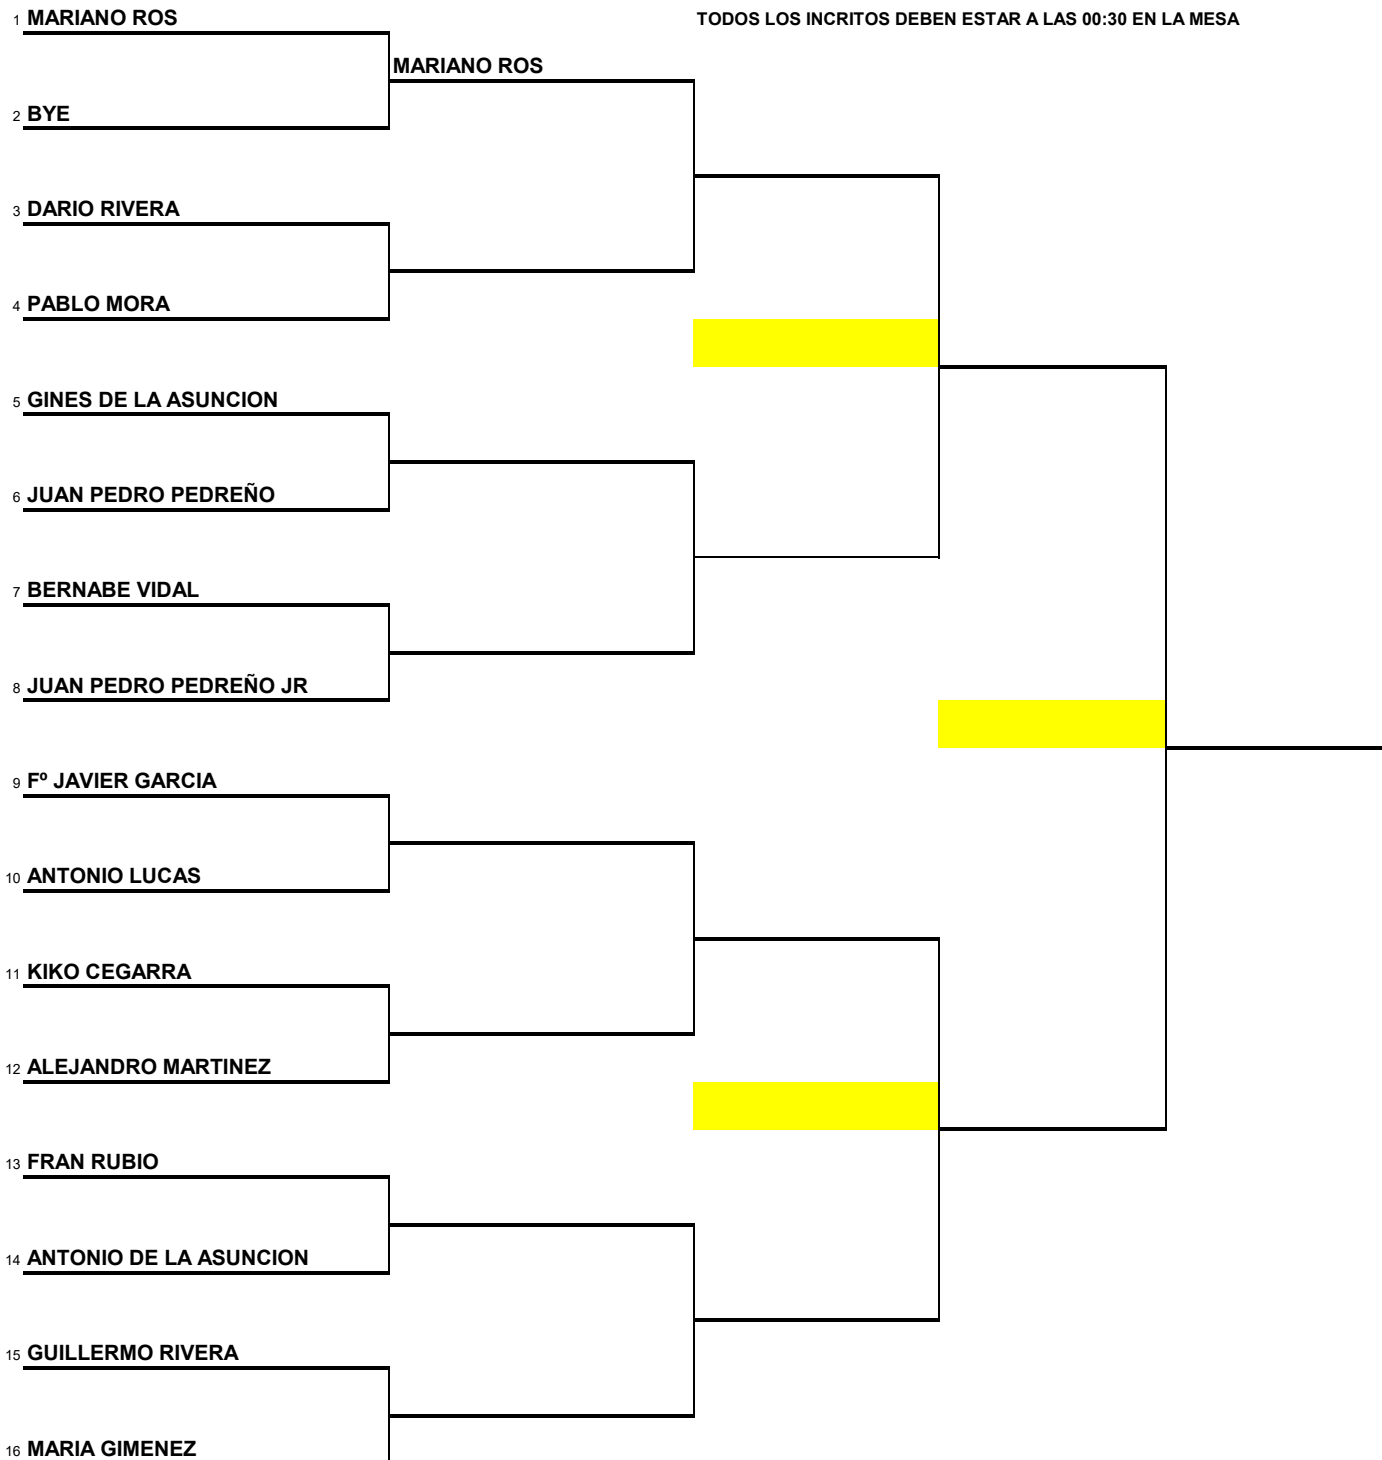 1 MARIANO ROS
TODOS LOS INCRITOS DEBEN ESTAR A LAS 00:30 EN LA MESA
MARIANO ROS
2 BYE
3 DARIO RIVERA
4 PABLO MORA
5 GINES DE LA ASUNCION
6 JUAN PEDRO PEDREÑO
7 BERNABE VIDAL
8 JUAN PEDRO PEDREÑO JR
9 Fº JAVIER GARCIA
10 ANTONIO LUCAS
11 KIKO CEGARRA
12 ALEJANDRO MARTINEZ
13 FRAN RUBIO
14 ANTONIO DE LA ASUNCION
15 GUILLERMO RIVERA
16 MARIA GIMENEZ